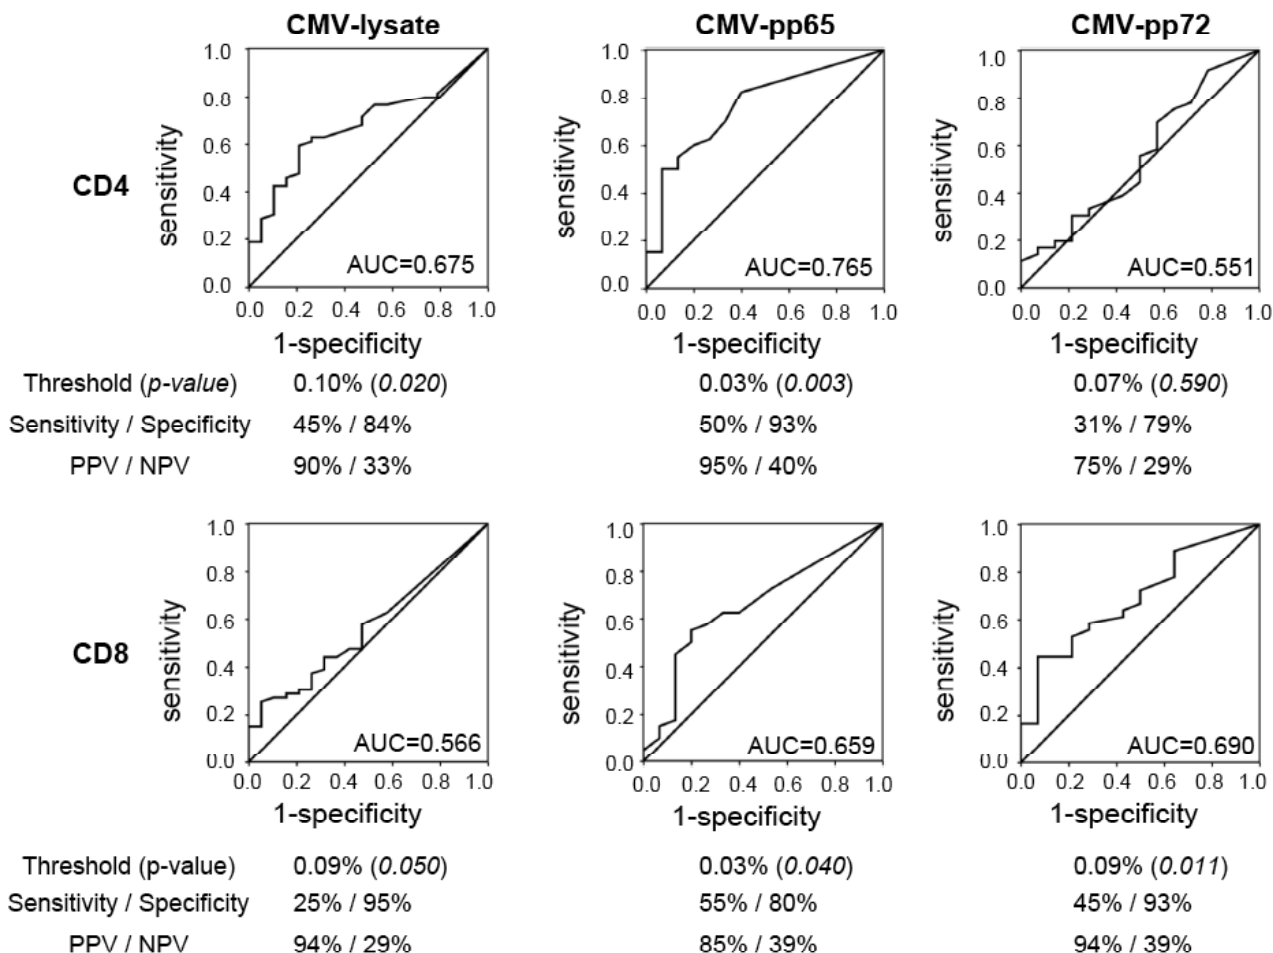 CMV-lysate CMV-pp65 CMV-pp72
CD4
sensitivity
1.0
0.8
0.6
0.4
0.2
0.0
AUC=0.675
0.0 0.2 0.4 0.6 0.8 1.0
1-specificity
sensitivity
1.0
0.8
0.6
0.4
0.2
0.0
AUC=0.765
0.0 0.2 0.4 0.6 0.8 1.0
1-specificity
sensitivity
1.0
0.8
0.6
0.4
0.2
0.0
AUC=0.551
0.0 0.2 0.4 0.6 0.8 1.0
1-specificity
Threshold (p-value) 0.10% (0.020) 0.03% (0.003) 0.07% (0.590)
Sensitivity / Specificity 45% / 84% 50% / 93% 31% / 79%
PPV / NPV 90% / 33% 95% / 40% 75% / 29%
CD8
sensitivity
1.0
0.8
0.6
0.4
0.2
0.0
AUC=0.566
0.0 0.2 0.4 0.6 0.8 1.0
1-specificity
sensitivity
1.0
0.8
0.6
0.4
0.2
0.0
AUC=0.659
0.0 0.2 0.4 0.6 0.8 1.0
1-specificity
sensitivity
1.0
0.8
0.6
0.4
0.2
0.0
AUC=0.690
0.0 0.2 0.4 0.6 0.8 1.0
1-specificity
Threshold (p-value) 0.09% (0.050) 0.03% (0.040) 0.09% (0.011)
Sensitivity / Specificity 25% / 95% 55% / 80% 45% / 93%
PPV / NPV 94% / 29% 85% / 39% 94% / 39%